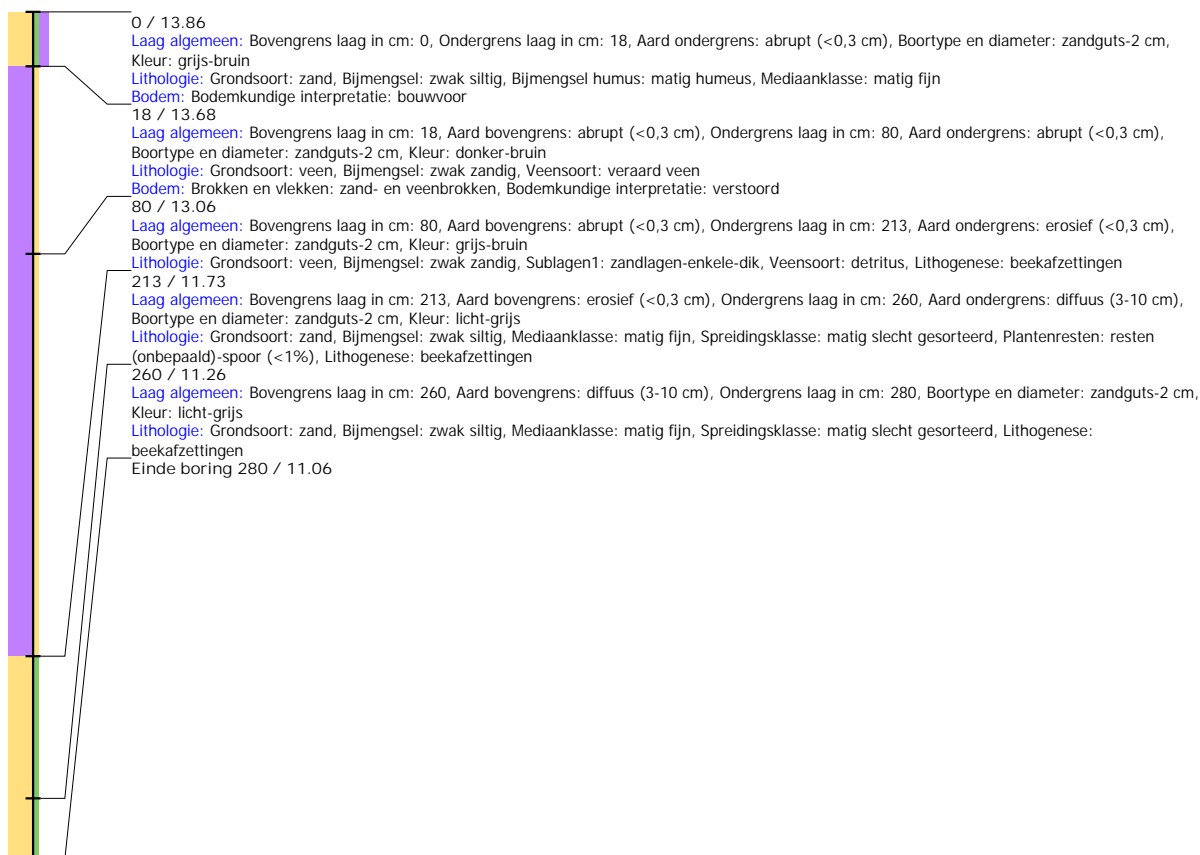 0 / 13.86
Laag algemeen: Bovengrens laag in cm: 0, Ondergrens laag in cm: 18, Aard ondergrens: abrupt (<0,3 cm), Boortype en diameter: zandguts-2 cm,
Kleur: grijs-bruin
Lithologie: Grondsoort: zand, Bijmengsel: zwak siltig, Bijmengsel humus: matig humeus, Mediaanklasse: matig fijn
Bodem: Bodemkundige interpretatie: bouwvoor
18 / 13.68
Laag algemeen: Bovengrens laag in cm: 18, Aard bovengrens: abrupt (<0,3 cm), Ondergrens laag in cm: 80, Aard ondergrens: abrupt (<0,3 cm),
Boortype en diameter: zandguts-2 cm, Kleur: donker-bruin
Lithologie: Grondsoort: veen, Bijmengsel: zwak zandig, Veensoort: veraard veen
Bodem: Brokken en vlekken: zand- en veenbrokken, Bodemkundige interpretatie: verstoord
80 / 13.06
Laag algemeen: Bovengrens laag in cm: 80, Aard bovengrens: abrupt (<0,3 cm), Ondergrens laag in cm: 213, Aard ondergrens: erosief (<0,3 cm),
Boortype en diameter: zandguts-2 cm, Kleur: grijs-bruin
Lithologie: Grondsoort: veen, Bijmengsel: zwak zandig, Sublagen1: zandlagen-enkele-dik, Veensoort: detritus, Lithogenese: beekafzettingen
213 / 11.73
Laag algemeen: Bovengrens laag in cm: 213, Aard bovengrens: erosief (<0,3 cm), Ondergrens laag in cm: 260, Aard ondergrens: diffuus (3-10 cm),
Boortype en diameter: zandguts-2 cm, Kleur: licht-grijs
Lithologie: Grondsoort: zand, Bijmengsel: zwak siltig, Mediaanklasse: matig fijn, Spreidingsklasse: matig slecht gesorteerd, Plantenresten: resten
(onbepaald)-spoor (<1%), Lithogenese: beekafzettingen
260 / 11.26
Laag algemeen: Bovengrens laag in cm: 260, Aard bovengrens: diffuus (3-10 cm), Ondergrens laag in cm: 280, Boortype en diameter: zandguts-2 cm,
Kleur: licht-grijs
Lithologie: Grondsoort: zand, Bijmengsel: zwak siltig, Mediaanklasse: matig fijn, Spreidingsklasse: matig slecht gesorteerd, Lithogenese:
beekafzettingen
Einde boring 280 / 11.06